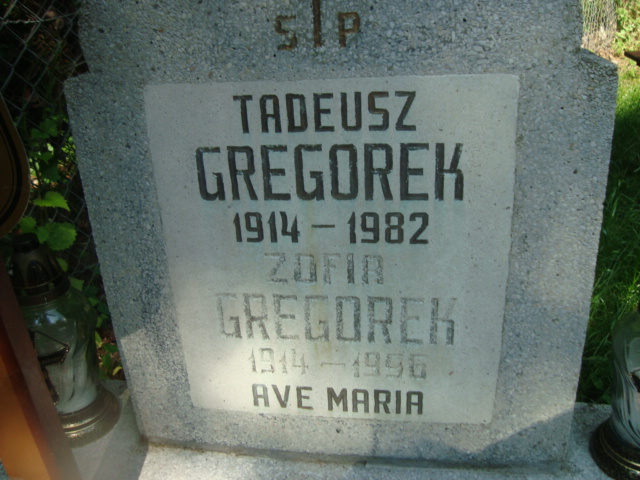 S P
TADEUSZ
GREGOREK
1914 – 1982
ZOFIA
GREGOREK
1914 – 1996
AVE MARIA